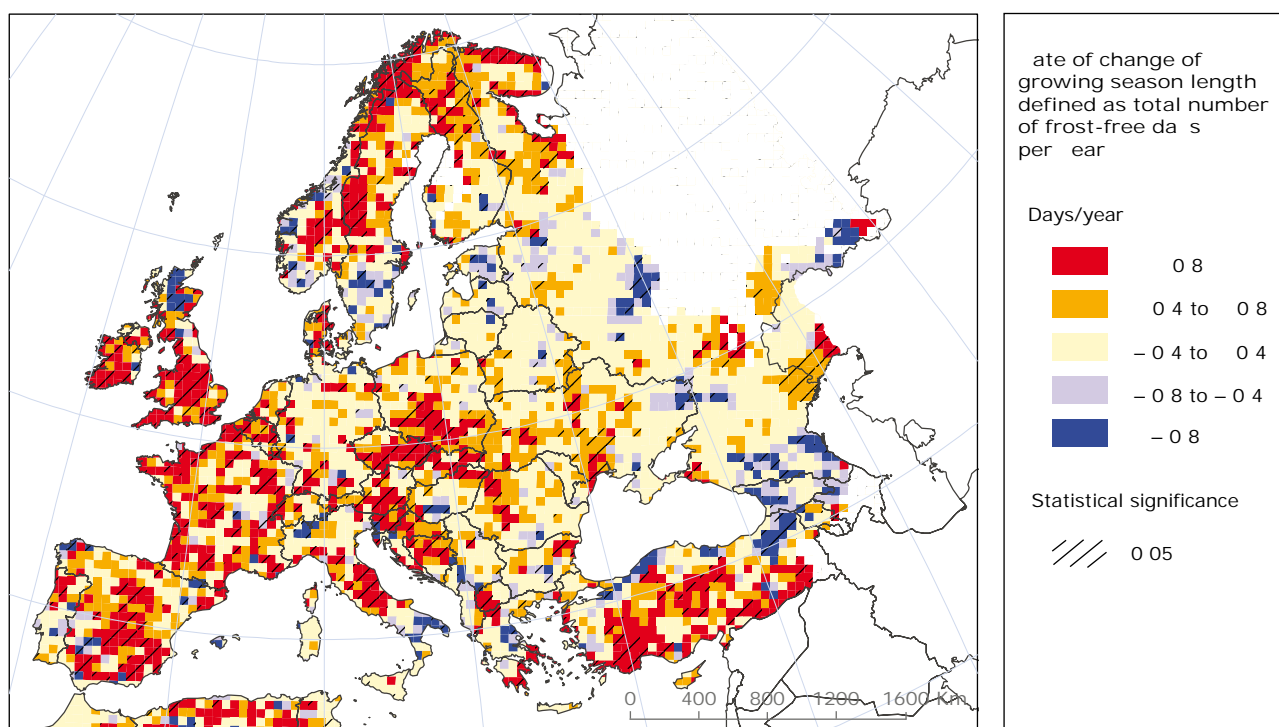 ate of change of
growing season length
defined as total number
of frost-free da s
per ear
Days/year
0 8
0 4 to 0 8
– 0 4 to 0 4
– 0 8 to – 0 4
– 0 8
Statistical significance
0 05
0 400 800 1200 1600 Km